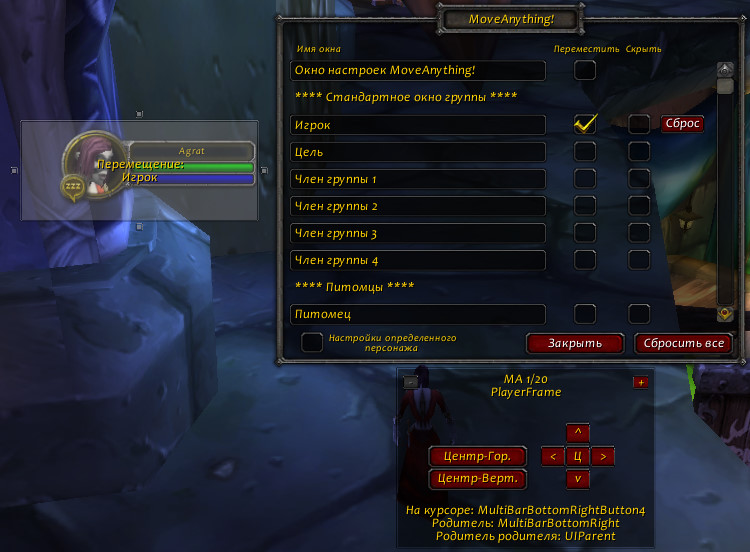 MoveAnything!
Имя окна Переместить Скрыть
Окно настроек MoveAnything!
**** Стандартное окно группы ****
Игрок Сброс
Цель
Член группы 1
Член группы 2
Член группы 3
Член группы 4
**** Питомцы ****
Питомец
Настройки определенного
персонажа
Закрыть Сбросить все
Agrat
Перемещение:
Игрок
zzz
- MA 1/20 +
PlayerFrame
^
Центр-Гор. < Ц >
Центр-Верт. v
На курсоре: MultiBarBottomRightButton4
Родитель: MultiBarBottomRight
Родитель родителя: UIParent